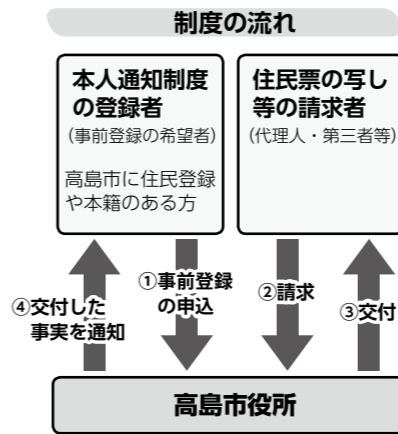 制度の流れ
本人通知制度
の登録者
(事前登録の希望者)
高島市に住民登録
や本籍のある方
住民票の写し
等の請求者
(代理人・第三者等)
④交付した
事実を通知
①事前登録
の申込
②請求
③交付
高島市役所